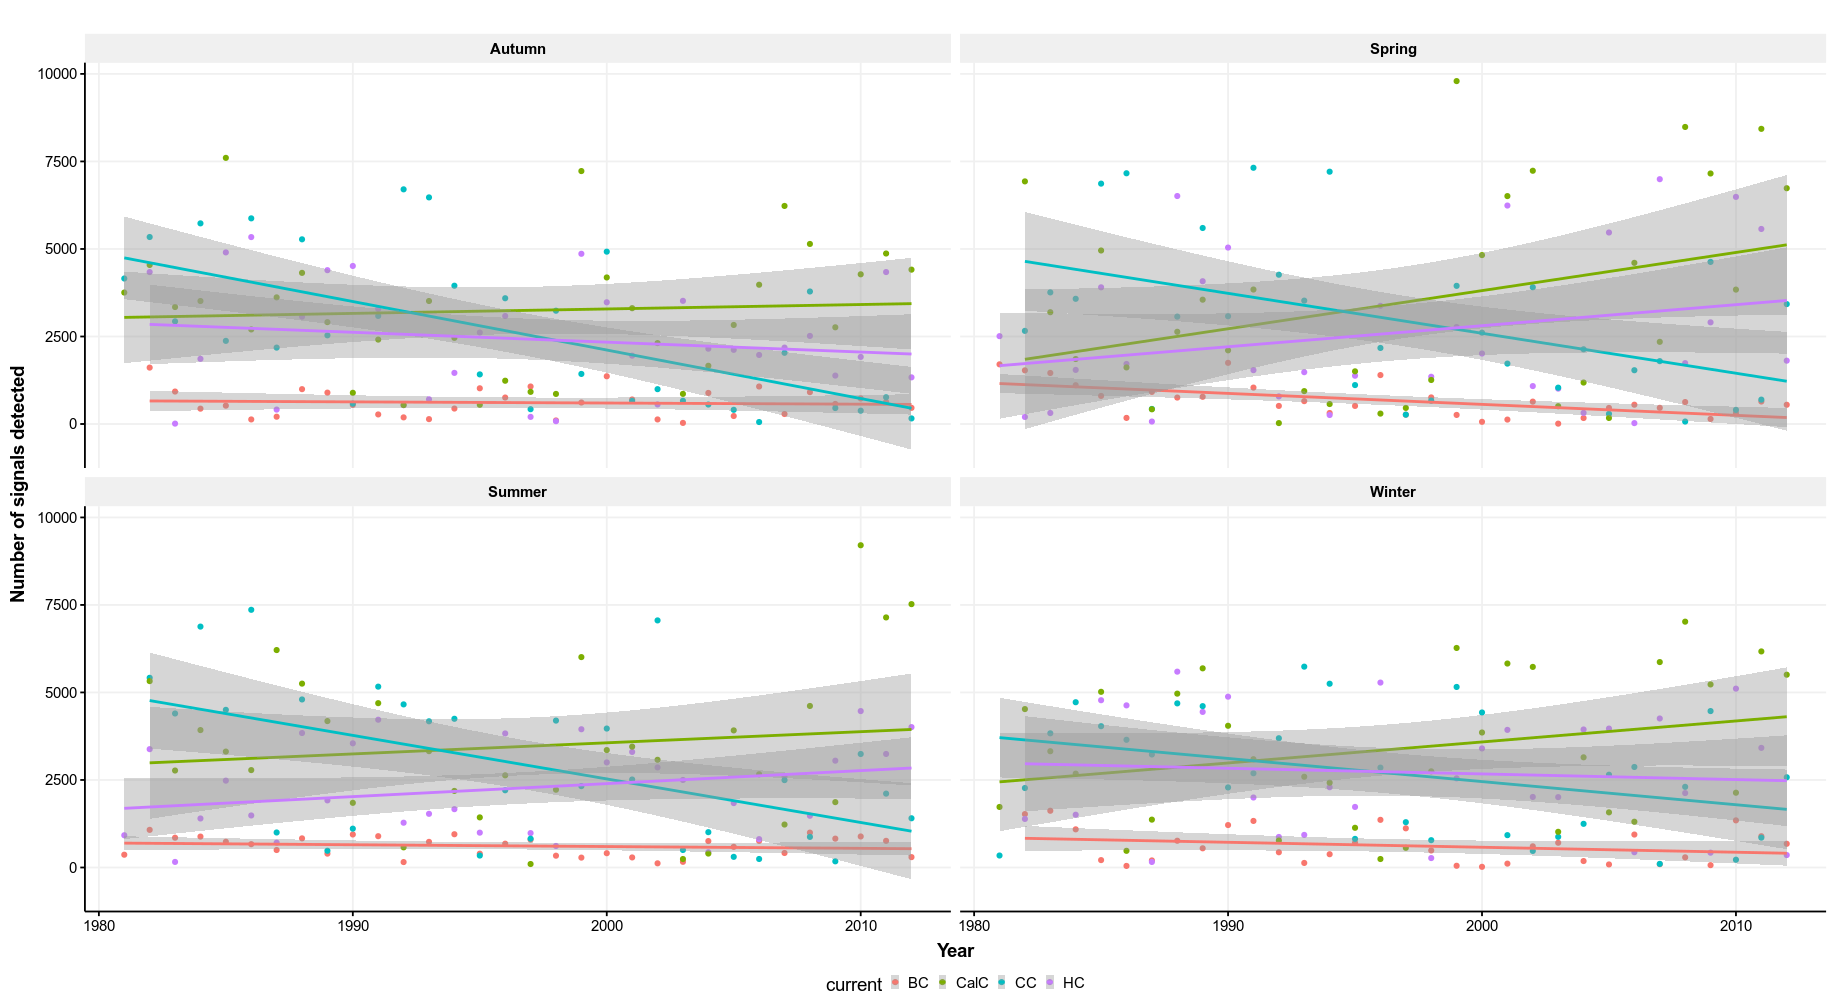 Autumn
Spring
10000
7500
5000
2500
0
Summer
Winter
10000
7500
5000
2500
0
1980 1990 2000 2010 1980 1990 2000 2010
Number of signals detected
Year
current BC CalC CC HC